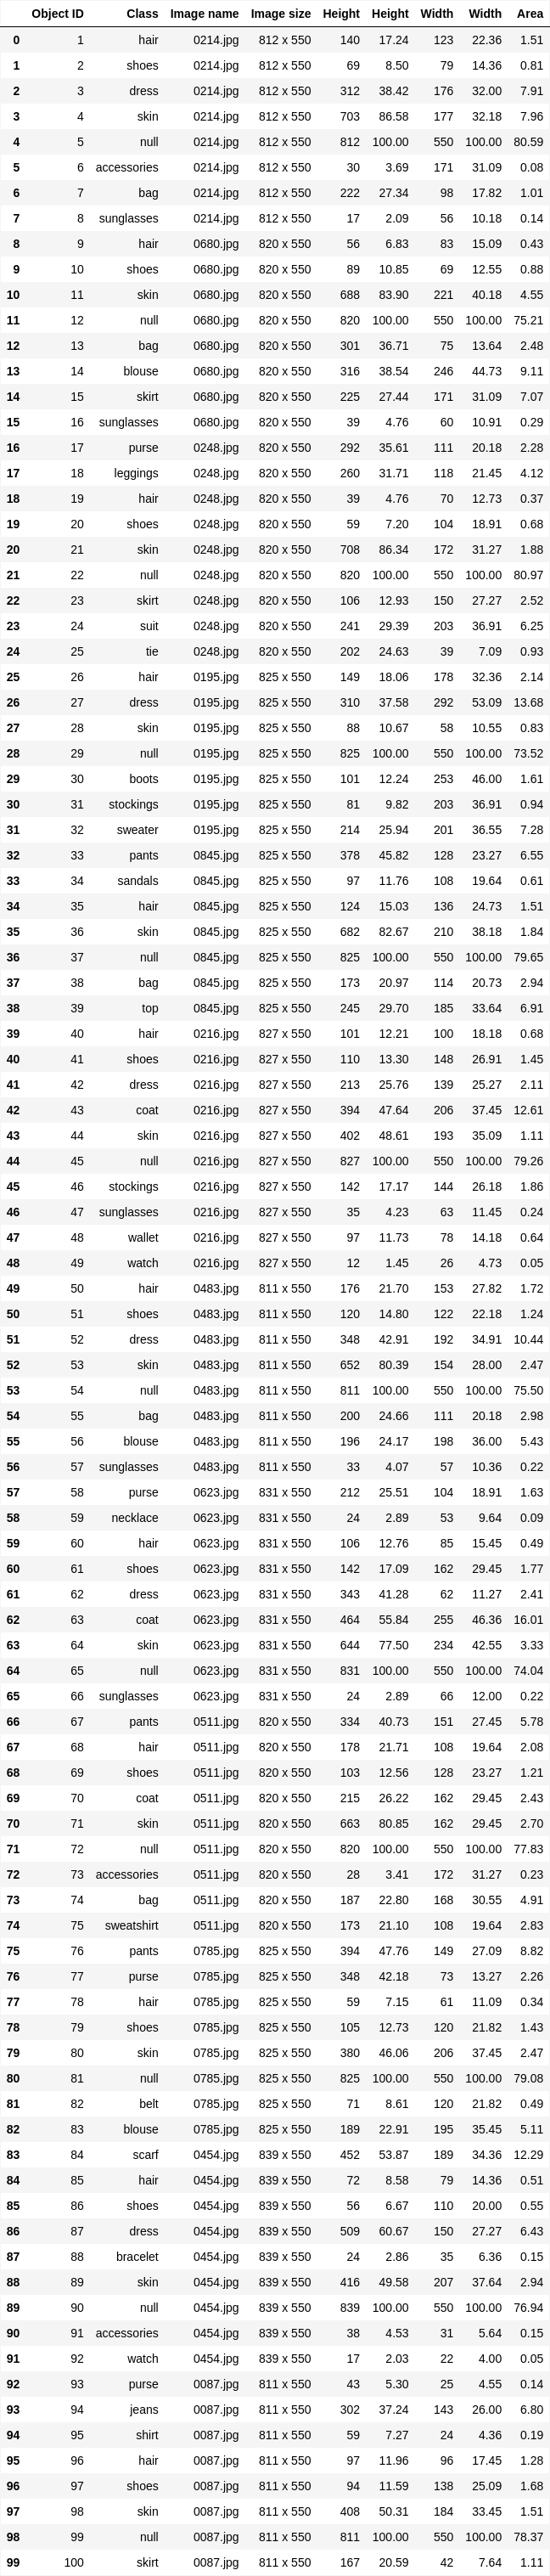 Object ID Class Image name Image size Height Height Width Width Area
0 1 hair 0214.jpg 812 x 550 140 17.24 123 22.36 1.51
1 2 shoes 0214.jpg 812 x 550 69 8.50 79 14.36 0.81
2 3 dress 0214.jpg 812 x 550 312 38.42 176 32.00 7.91
3 4 skin 0214.jpg 812 x 550 703 86.58 177 32.18 7.96
4 5 null 0214.jpg 812 x 550 812 100.00 550 100.00 80.59
5 6 accessories 0214.jpg 812 x 550 30 3.69 171 31.09 0.08
6 7 bag 0214.jpg 812 x 550 222 27.34 98 17.82 1.01
7 8 sunglasses 0214.jpg 812 x 550 17 2.09 56 10.18 0.14
8 9 hair 0680.jpg 820 x 550 56 6.83 83 15.09 0.43
9 10 shoes 0680.jpg 820 x 550 89 10.85 69 12.55 0.88
10 11 skin 0680.jpg 820 x 550 688 83.90 221 40.18 4.55
11 12 null 0680.jpg 820 x 550 820 100.00 550 100.00 75.21
12 13 bag 0680.jpg 820 x 550 301 36.71 75 13.64 2.48
13 14 blouse 0680.jpg 820 x 550 316 38.54 246 44.73 9.11
14 15 skirt 0680.jpg 820 x 550 225 27.44 171 31.09 7.07
15 16 sunglasses 0680.jpg 820 x 550 39 4.76 60 10.91 0.29
16 17 purse 0248.jpg 820 x 550 292 35.61 111 20.18 2.28
17 18 leggings 0248.jpg 820 x 550 260 31.71 118 21.45 4.12
18 19 hair 0248.jpg 820 x 550 39 4.76 70 12.73 0.37
19 20 shoes 0248.jpg 820 x 550 59 7.20 104 18.91 0.68
20 21 skin 0248.jpg 820 x 550 708 86.34 172 31.27 1.88
21 22 null 0248.jpg 820 x 550 820 100.00 550 100.00 80.97
22 23 skirt 0248.jpg 820 x 550 106 12.93 150 27.27 2.52
23 24 suit 0248.jpg 820 x 550 241 29.39 203 36.91 6.25
24 25 tie 0248.jpg 820 x 550 202 24.63 39 7.09 0.93
25 26 hair 0195.jpg 825 x 550 149 18.06 178 32.36 2.14
26 27 dress 0195.jpg 825 x 550 310 37.58 292 53.09 13.68
27 28 skin 0195.jpg 825 x 550 88 10.67 58 10.55 0.83
28 29 null 0195.jpg 825 x 550 825 100.00 550 100.00 73.52
29 30 boots 0195.jpg 825 x 550 101 12.24 253 46.00 1.61
30 31 stockings 0195.jpg 825 x 550 81 9.82 203 36.91 0.94
31 32 sweater 0195.jpg 825 x 550 214 25.94 201 36.55 7.28
32 33 pants 0845.jpg 825 x 550 378 45.82 128 23.27 6.55
33 34 sandals 0845.jpg 825 x 550 97 11.76 108 19.64 0.61
34 35 hair 0845.jpg 825 x 550 124 15.03 136 24.73 1.51
35 36 skin 0845.jpg 825 x 550 682 82.67 210 38.18 1.84
36 37 null 0845.jpg 825 x 550 825 100.00 550 100.00 79.65
37 38 bag 0845.jpg 825 x 550 173 20.97 114 20.73 2.94
38 39 top 0845.jpg 825 x 550 245 29.70 185 33.64 6.91
39 40 hair 0216.jpg 827 x 550 101 12.21 100 18.18 0.68
40 41 shoes 0216.jpg 827 x 550 110 13.30 148 26.91 1.45
41 42 dress 0216.jpg 827 x 550 213 25.76 139 25.27 2.11
42 43 coat 0216.jpg 827 x 550 394 47.64 206 37.45 12.61
43 44 skin 0216.jpg 827 x 550 402 48.61 193 35.09 1.11
44 45 null 0216.jpg 827 x 550 827 100.00 550 100.00 79.26
45 46 stockings 0216.jpg 827 x 550 142 17.17 144 26.18 1.86
46 47 sunglasses 0216.jpg 827 x 550 35 4.23 63 11.45 0.24
47 48 wallet 0216.jpg 827 x 550 97 11.73 78 14.18 0.64
48 49 watch 0216.jpg 827 x 550 12 1.45 26 4.73 0.05
49 50 hair 0483.jpg 811 x 550 176 21.70 153 27.82 1.72
50 51 shoes 0483.jpg 811 x 550 120 14.80 122 22.18 1.24
51 52 dress 0483.jpg 811 x 550 348 42.91 192 34.91 10.44
52 53 skin 0483.jpg 811 x 550 652 80.39 154 28.00 2.47
53 54 null 0483.jpg 811 x 550 811 100.00 550 100.00 75.50
54 55 bag 0483.jpg 811 x 550 200 24.66 111 20.18 2.98
55 56 blouse 0483.jpg 811 x 550 196 24.17 198 36.00 5.43
56 57 sunglasses 0483.jpg 811 x 550 33 4.07 57 10.36 0.22
57 58 purse 0623.jpg 831 x 550 212 25.51 104 18.91 1.63
58 59 necklace 0623.jpg 831 x 550 24 2.89 53 9.64 0.09
59 60 hair 0623.jpg 831 x 550 106 12.76 85 15.45 0.49
60 61 shoes 0623.jpg 831 x 550 142 17.09 162 29.45 1.77
61 62 dress 0623.jpg 831 x 550 343 41.28 62 11.27 2.41
62 63 coat 0623.jpg 831 x 550 464 55.84 255 46.36 16.01
63 64 skin 0623.jpg 831 x 550 644 77.50 234 42.55 3.33
64 65 null 0623.jpg 831 x 550 831 100.00 550 100.00 74.04
65 66 sunglasses 0623.jpg 831 x 550 24 2.89 66 12.00 0.22
66 67 pants 0511.jpg 820 x 550 334 40.73 151 27.45 5.78
67 68 hair 0511.jpg 820 x 550 178 21.71 108 19.64 2.08
68 69 shoes 0511.jpg 820 x 550 103 12.56 128 23.27 1.21
69 70 coat 0511.jpg 820 x 550 215 26.22 162 29.45 2.43
70 71 skin 0511.jpg 820 x 550 663 80.85 162 29.45 2.70
71 72 null 0511.jpg 820 x 550 820 100.00 550 100.00 77.83
72 73 accessories 0511.jpg 820 x 550 28 3.41 172 31.27 0.23
73 74 bag 0511.jpg 820 x 550 187 22.80 168 30.55 4.91
74 75 sweatshirt 0511.jpg 820 x 550 173 21.10 108 19.64 2.83
75 76 pants 0785.jpg 825 x 550 394 47.76 149 27.09 8.82
76 77 purse 0785.jpg 825 x 550 348 42.18 73 13.27 2.26
77 78 hair 0785.jpg 825 x 550 59 7.15 61 11.09 0.34
78 79 shoes 0785.jpg 825 x 550 105 12.73 120 21.82 1.43
79 80 skin 0785.jpg 825 x 550 380 46.06 206 37.45 2.47
80 81 null 0785.jpg 825 x 550 825 100.00 550 100.00 79.08
81 82 belt 0785.jpg 825 x 550 71 8.61 120 21.82 0.49
82 83 blouse 0785.jpg 825 x 550 189 22.91 195 35.45 5.11
83 84 scarf 0454.jpg 839 x 550 452 53.87 189 34.36 12.29
84 85 hair 0454.jpg 839 x 550 72 8.58 79 14.36 0.51
85 86 shoes 0454.jpg 839 x 550 56 6.67 110 20.00 0.55
86 87 dress 0454.jpg 839 x 550 509 60.67 150 27.27 6.43
87 88 bracelet 0454.jpg 839 x 550 24 2.86 35 6.36 0.15
88 89 skin 0454.jpg 839 x 550 416 49.58 207 37.64 2.94
89 90 null 0454.jpg 839 x 550 839 100.00 550 100.00 76.94
90 91 accessories 0454.jpg 839 x 550 38 4.53 31 5.64 0.15
91 92 watch 0454.jpg 839 x 550 17 2.03 22 4.00 0.05
92 93 purse 0087.jpg 811 x 550 43 5.30 25 4.55 0.14
93 94 jeans 0087.jpg 811 x 550 302 37.24 143 26.00 6.80
94 95 shirt 0087.jpg 811 x 550 59 7.27 24 4.36 0.19
95 96 hair 0087.jpg 811 x 550 97 11.96 96 17.45 1.28
96 97 shoes 0087.jpg 811 x 550 94 11.59 138 25.09 1.68
97 98 skin 0087.jpg 811 x 550 408 50.31 184 33.45 1.51
98 99 null 0087.jpg 811 x 550 811 100.00 550 100.00 78.37
99 100 skirt 0087.jpg 811 x 550 167 20.59 42 7.64 1.11